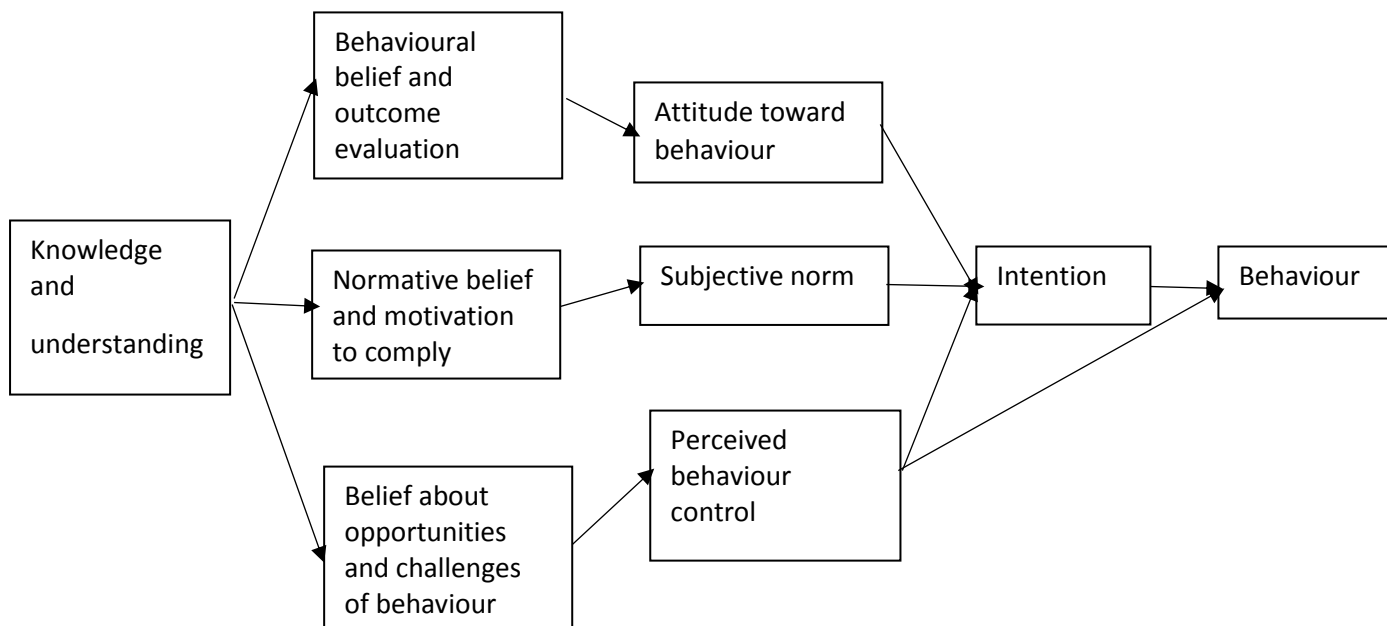 Knowledge
and
understanding
Behavioural
belief and
outcome
evaluation
Normative belief
and motivation
to comply
Belief about
opportunities
and challenges
of behaviour
Attitude toward
behaviour
Subjective norm
Perceived
behaviour
control
Intention
Behaviour